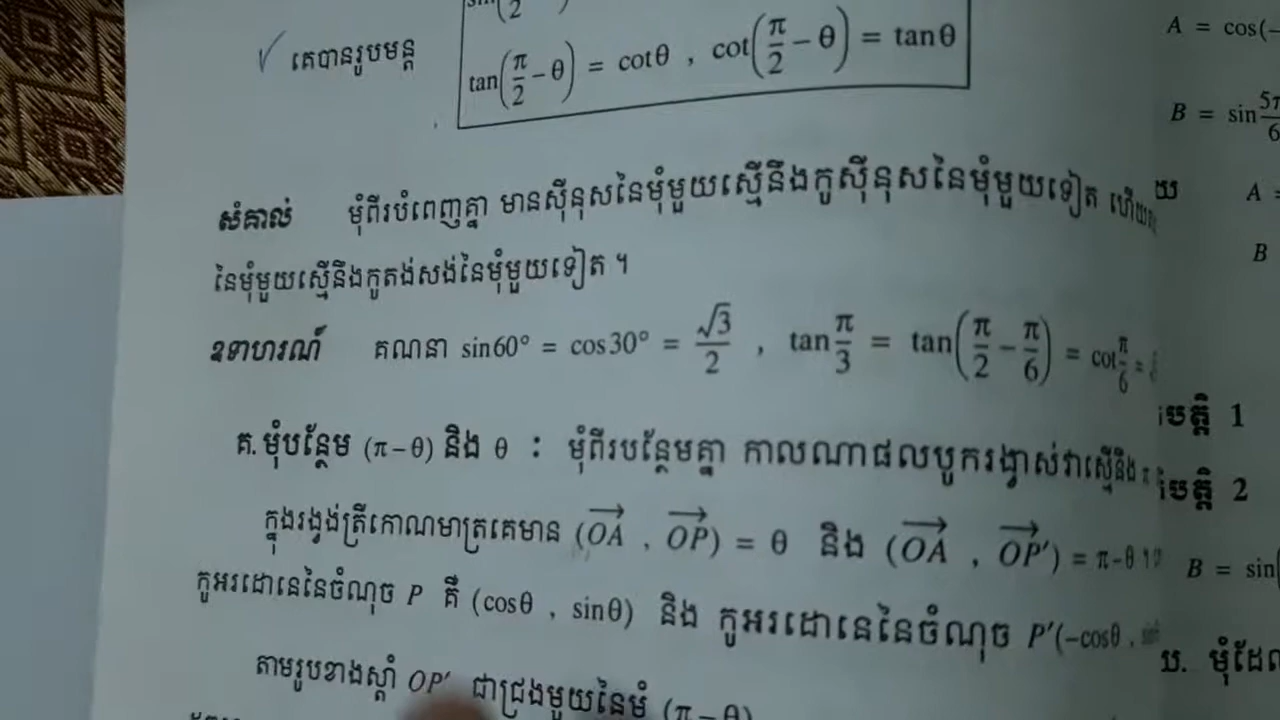 គេបានរូបមន្ត
tan(π/2 − θ) = cotθ , cot(π/2 − θ) = tanθ
សំគាល់ មុំពីរបំពេញគ្នា មានស៊ីនុសនៃមុំមួយស្មើនឹងកូស៊ីនុសនៃមុំមួយទៀត ហើយ
នៃមុំមួយស្មើនឹងកូតង់សង់នៃមុំមួយទៀត ។
ឧទាហរណ៍ គណនា sin60° = cos30° = √3/2 , tan π/3 = tan(π/2 − π/6) = cot π/6 =
គ. មុំបន្ថែម (π−θ) និង θ : មុំពីរបន្ថែមគ្នា កាលណាផលបូករង្វាស់វាស្មើនឹង π
ក្នុងរង្វង់ត្រីកោណមាត្រគេមាន (OA , OP) = θ និង (OA , OP′) = π−θ ។
កូអរដោនេនៃចំណុច P គឺ (cosθ , sinθ) និង កូអរដោនេនៃចំណុច P′(−cosθ ,
តាមរូបខាងស្តាំ OP′ ជាជ្រុងមួយនៃមុំ (π−θ)
A = cos(−
B = sin 5π/6
A =
B
1
2
B = sin
ឃ. មុំដែល